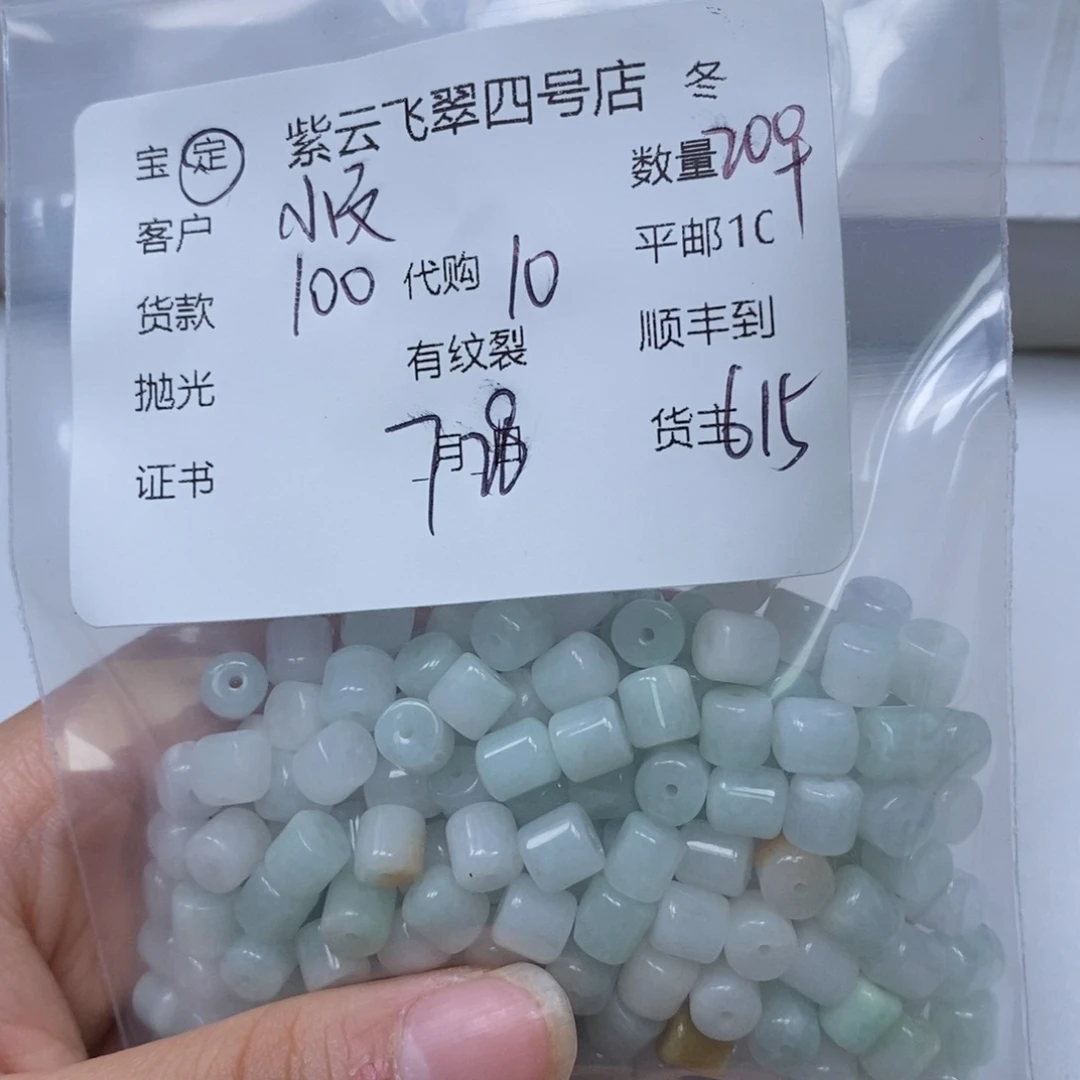 紫云飞翠四号店 冬
宝 定 数量 209
客户 平邮1C
货款 100 代购 10
抛光 有纹裂 顺丰到
7月28日 货主 615
证书